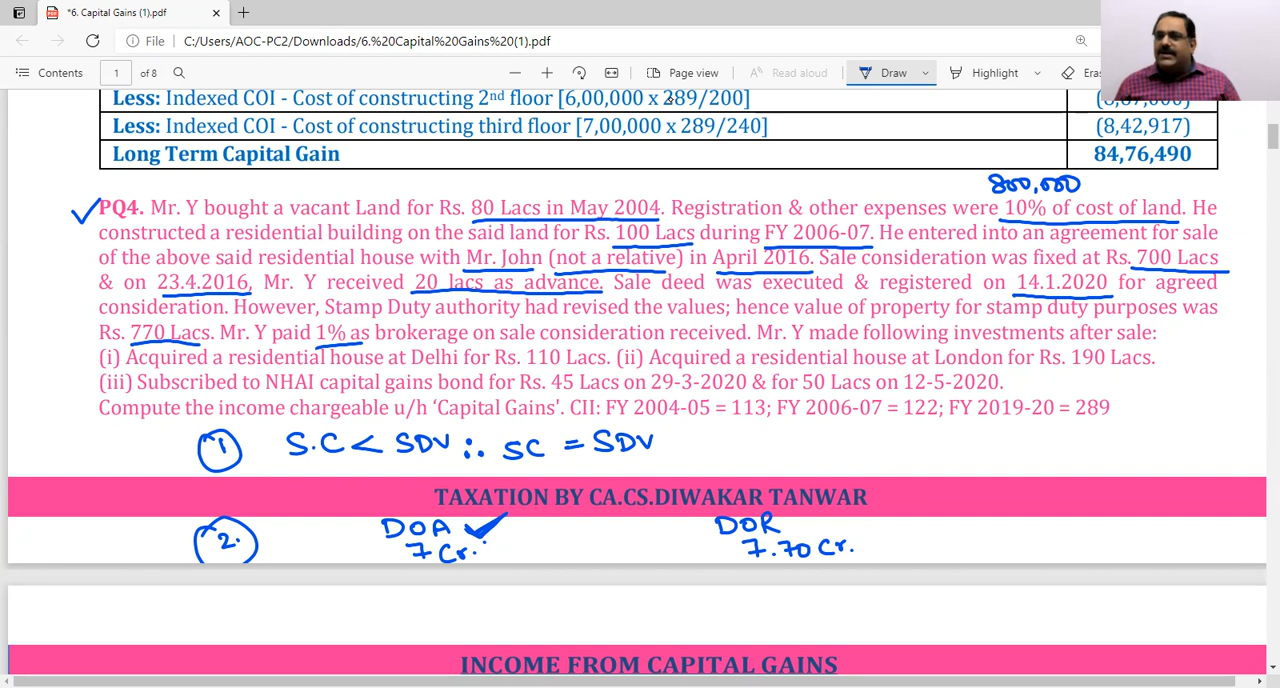 *6. Capital Gains (1).pdf
File C:/Users/AOC-PC2/Downloads/6.%20Capital%20Gains%20(1).pdf
Contents 1 of 8 Page view Read aloud Draw Highlight
Less: Indexed COI - Cost of constructing 2nd floor [6,00,000 x 289/200]
Less: Indexed COI - Cost of constructing third floor [7,00,000 x 289/240] (8,42,917)
Long Term Capital Gain 84,76,490
800,000
PQ4. Mr. Y bought a vacant Land for Rs. 80 Lacs in May 2004. Registration & other expenses were 10% of cost of land. He
constructed a residential building on the said land for Rs. 100 Lacs during FY 2006-07. He entered into an agreement for sale
of the above said residential house with Mr. John (not a relative) in April 2016. Sale consideration was fixed at Rs. 700 Lacs
& on 23.4.2016, Mr. Y received 20 lacs as advance. Sale deed was executed & registered on 14.1.2020 for agreed
consideration. However, Stamp Duty authority had revised the values; hence value of property for stamp duty purposes was
Rs. 770 Lacs. Mr. Y paid 1% as brokerage on sale consideration received. Mr. Y made following investments after sale:
(i) Acquired a residential house at Delhi for Rs. 110 Lacs. (ii) Acquired a residential house at London for Rs. 190 Lacs.
(iii) Subscribed to NHAI capital gains bond for Rs. 45 Lacs on 29-3-2020 & for 50 Lacs on 12-5-2020.
Compute the income chargeable u/h ‘Capital Gains’. CII: FY 2004-05 = 113; FY 2006-07 = 122; FY 2019-20 = 289
1 S.C < SDV ∴ SC = SDV
TAXATION BY CA.CS.DIWAKAR TANWAR
2. DOA DOR
7 Cr. 7.70 Cr.
INCOME FROM CAPITAL GAINS